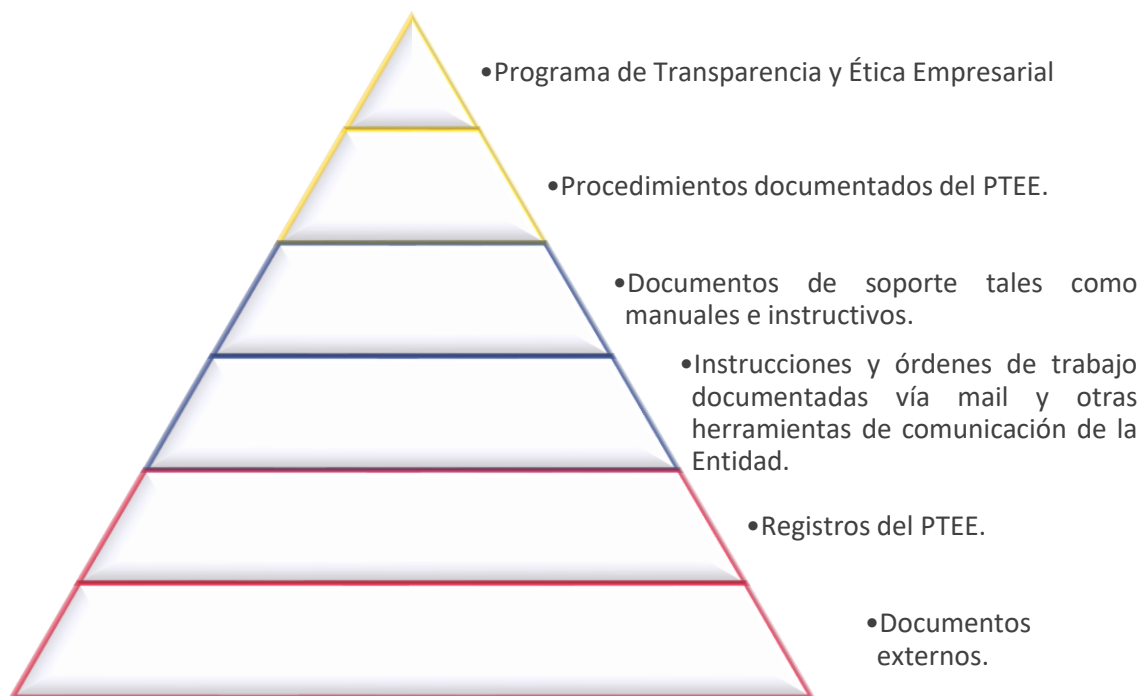 •Programa de Transparencia y Ética Empresarial
•Procedimientos documentados del PTEE.
•Documentos de soporte tales como
manuales e instructivos.
•Instrucciones y órdenes de trabajo
documentadas vía mail y otras
herramientas de comunicación de la
Entidad.
•Registros del PTEE.
•Documentos
externos.